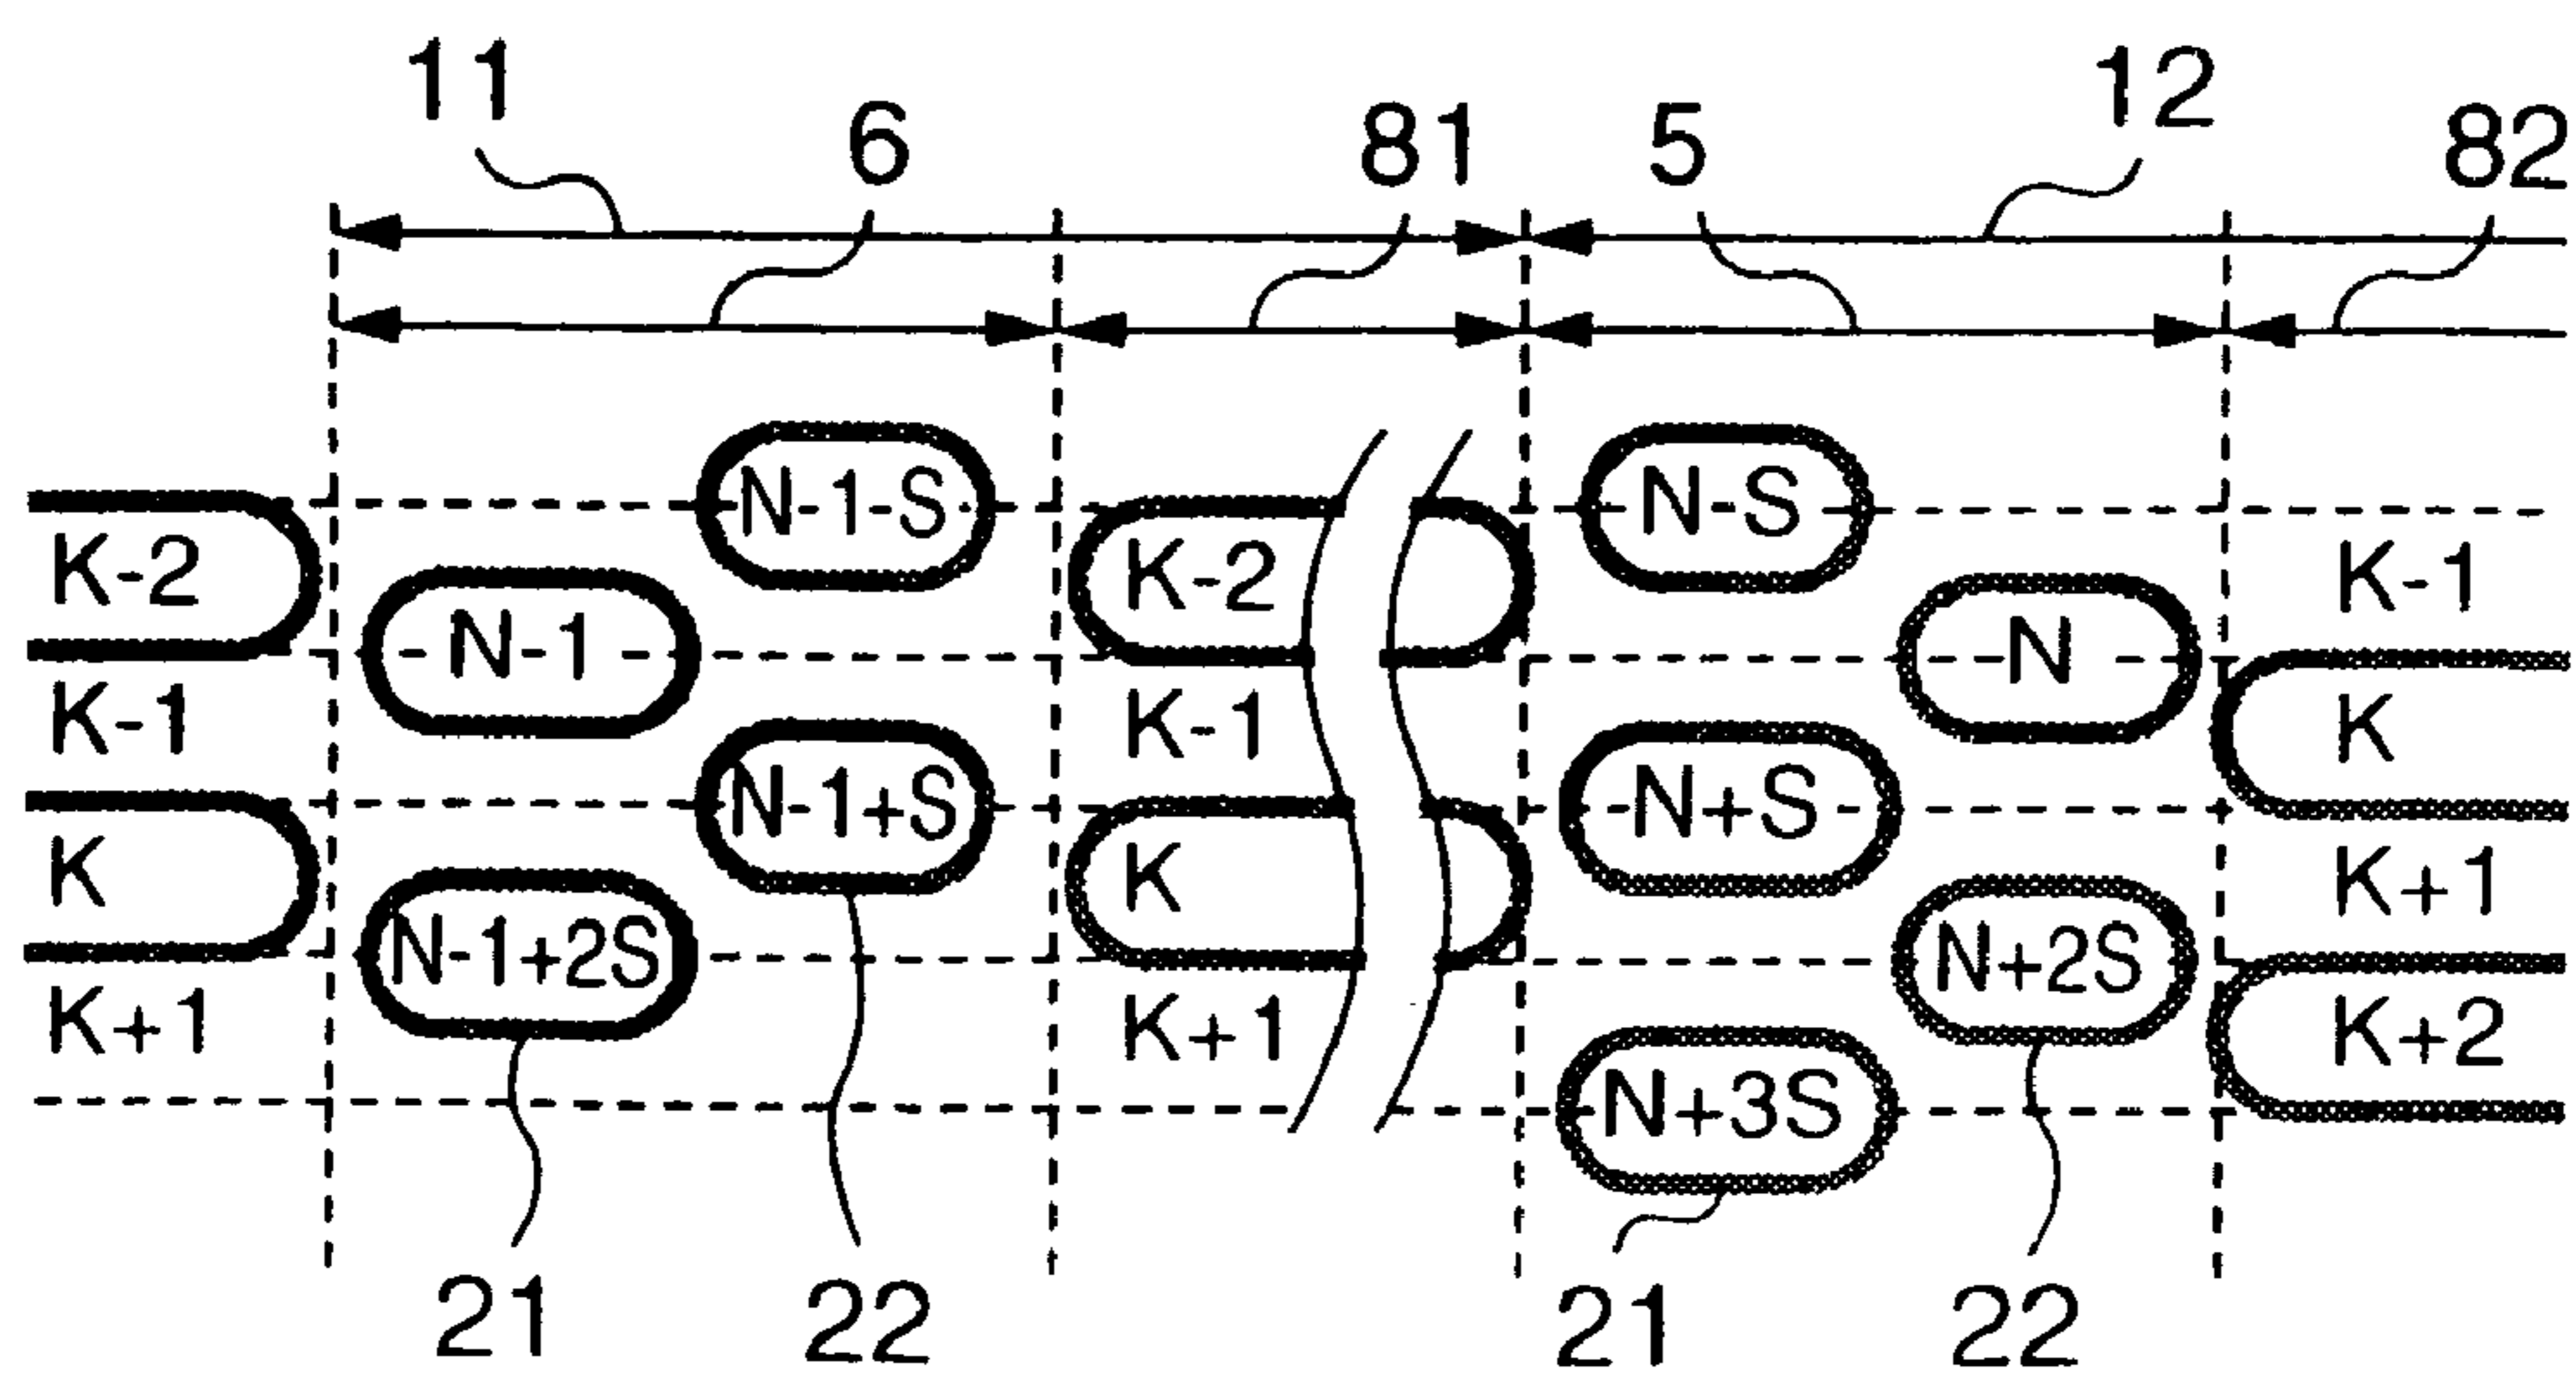 11 12
6 81 5 82
N-1-S N-S
K-2 K-2 K-1
N-1 N
K-1 K-1 K
N-1+S N+S
K K K+1
N-1+2S N+2S
K+1 K+1 K+2
N+3S
21 22 21 22